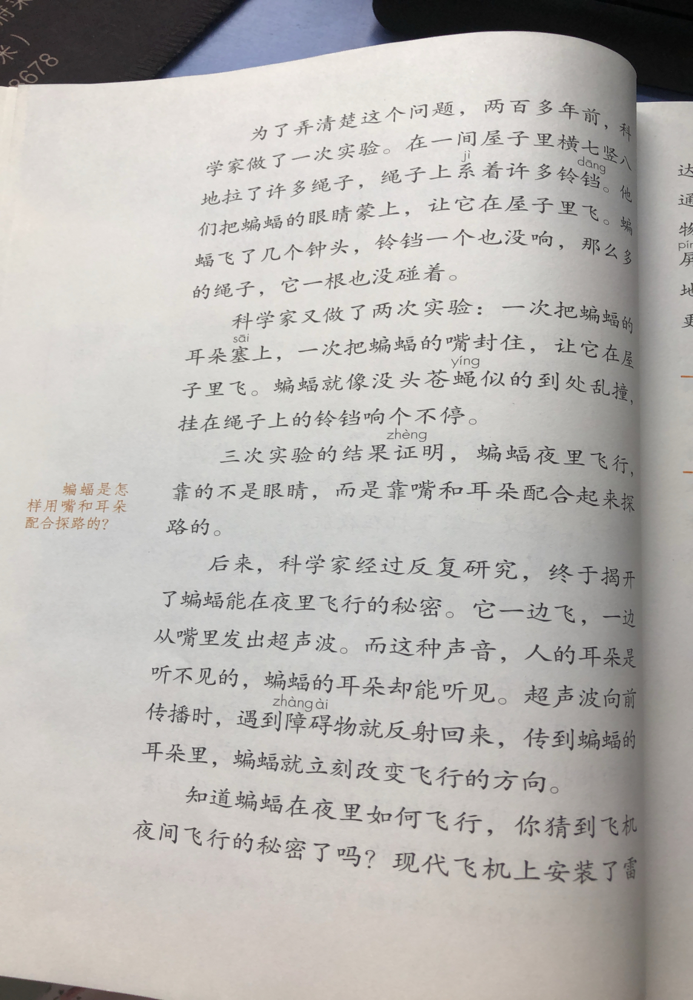 米）
8678
为了弄清楚这个问题，两百多年前，科
学家做了一次实验。在一间屋子里横七竖八
jì
dāng
地拉了许多绳子，绳子上系着许多铃铛。他
们把蝙蝠的眼睛蒙上，让它在屋子里飞。蝙
蝠飞了几个钟头，铃铛一个也没响，那么多
的绳子，它一根也没碰着。
科学家又做了两次实验：一次把蝙蝠的
sāi
耳朵塞上，一次把蝙蝠的嘴封住，让它在屋
yíng
子里飞。蝙蝠就像没头苍蝇似的到处乱撞，
挂在绳子上的铃铛响个不停。
zhèng
三次实验的结果证明，蝙蝠夜里飞行，
靠的不是眼睛，而是靠嘴和耳朵配合起来探
路的。
蝙蝠是怎
样用嘴和耳朵
配合探路的？
后来，科学家经过反复研究，终于揭开
了蝙蝠能在夜里飞行的秘密。它一边飞，一边
从嘴里发出超声波。而这种声音，人的耳朵是
听不见的，蝙蝠的耳朵却能听见。超声波向前
zhàng ài
传播时，遇到障碍物就反射回来，传到蝙蝠的
耳朵里，蝙蝠就立刻改变飞行的方向。
知道蝙蝠在夜里如何飞行，你猜到飞机
夜间飞行的秘密了吗？现代飞机上安装了雷
达
通
物
屏
地
更